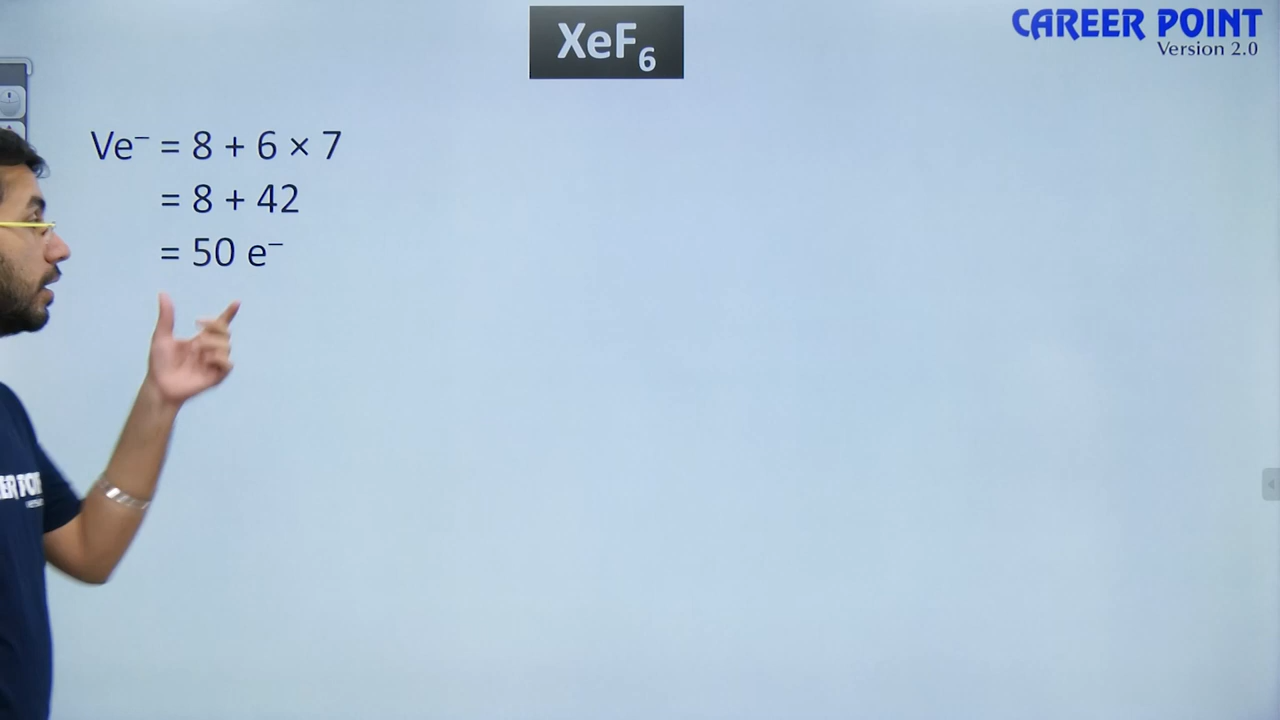 XeF₆
CAREER POINT
Version 2.0
Ve⁻ = 8 + 6 × 7
= 8 + 42
= 50 e⁻